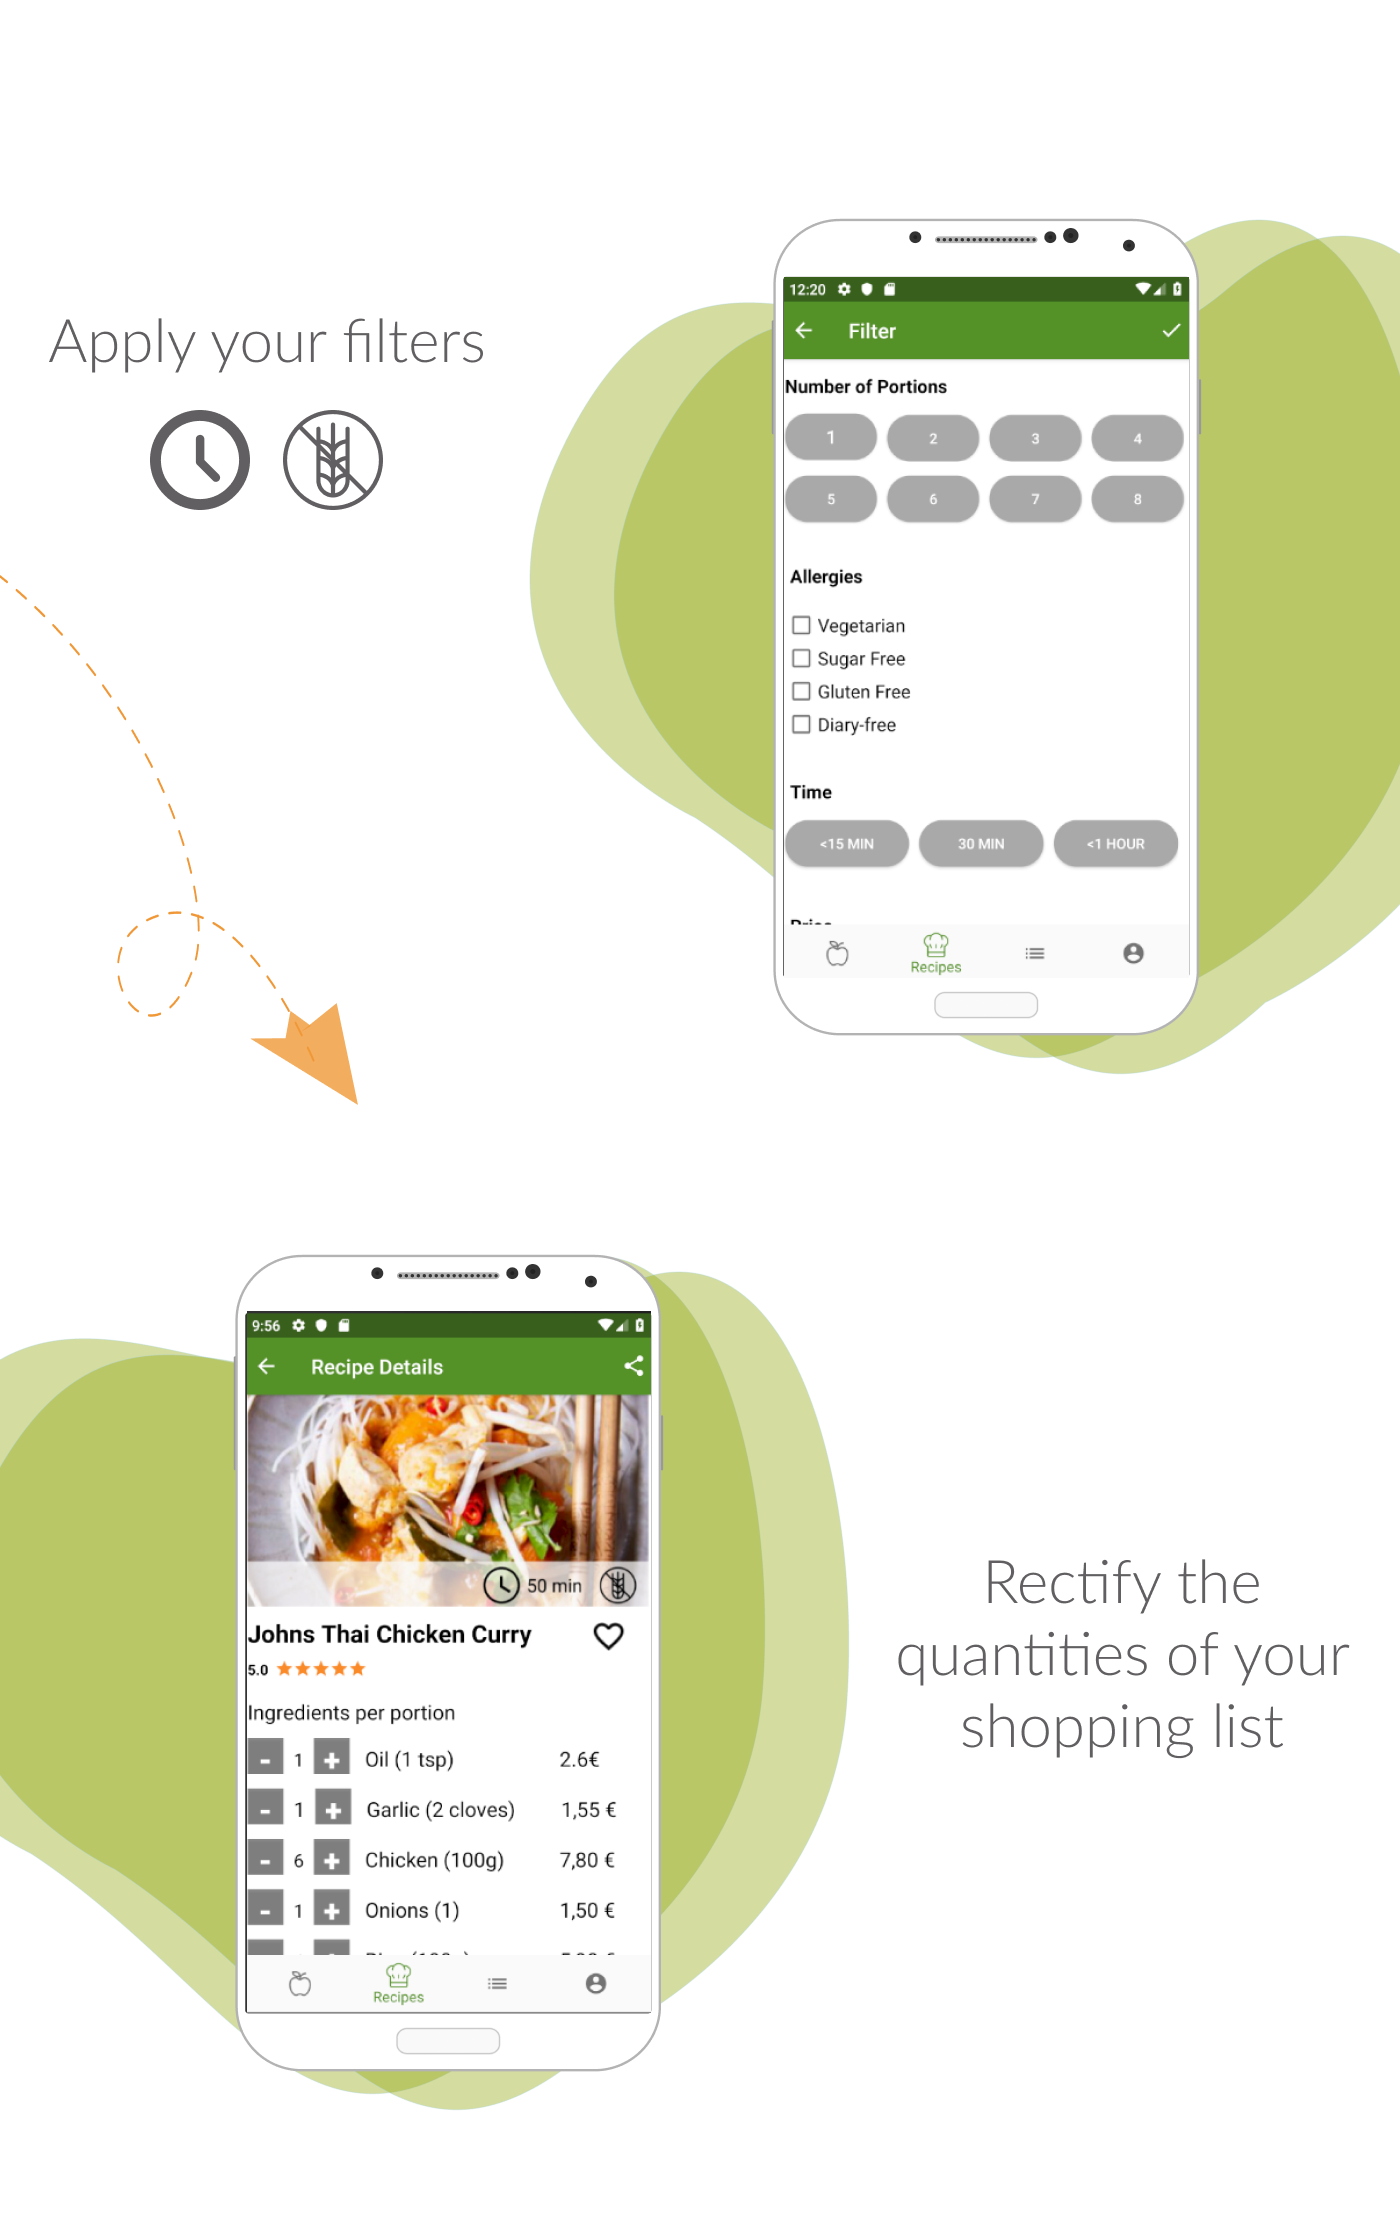 Apply your filters
12:20
Filter
Number of Portions
1 2 3 4
5 6 7 8
Allergies
Vegetarian
Sugar Free
Gluten Free
Diary-free
Time
<15 MIN 30 MIN <1 HOUR
Recipes
9:56
Recipe Details
50 min
Johns Thai Chicken Curry
5.0
Ingredients per portion
- 1 + Oil (1 tsp) 2.6€
- 1 + Garlic (2 cloves) 1,55 €
- 6 + Chicken (100g) 7,80 €
- 1 + Onions (1) 1,50 €
Recipes
Rectify the
quantities of your
shopping list